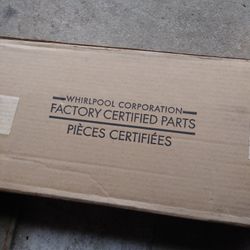 WHIRLPOOL CORPORATION
FACTORY CERTIFIED PARTS
PIÈCES CERTIFIÉES